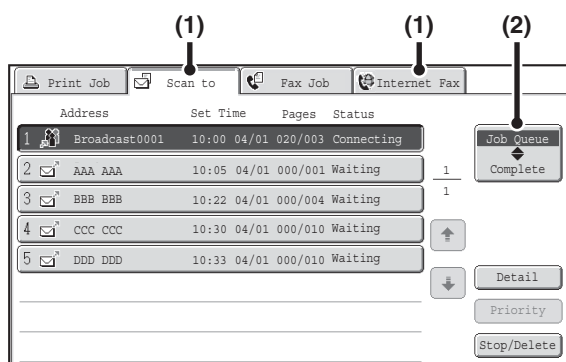 (1) (1) (2)
Print Job Scan to Fax Job Internet Fax
Address Set Time Pages Status
1 Broadcast0001 10:00 04/01 020/003 Connecting
Job Queue
Complete
2 AAA AAA 10:05 04/01 000/001 Waiting
1
1
3 BBB BBB 10:22 04/01 000/004 Waiting
4 CCC CCC 10:30 04/01 000/010 Waiting
5 DDD DDD 10:33 04/01 000/010 Waiting
Detail
Priority
Stop/Delete